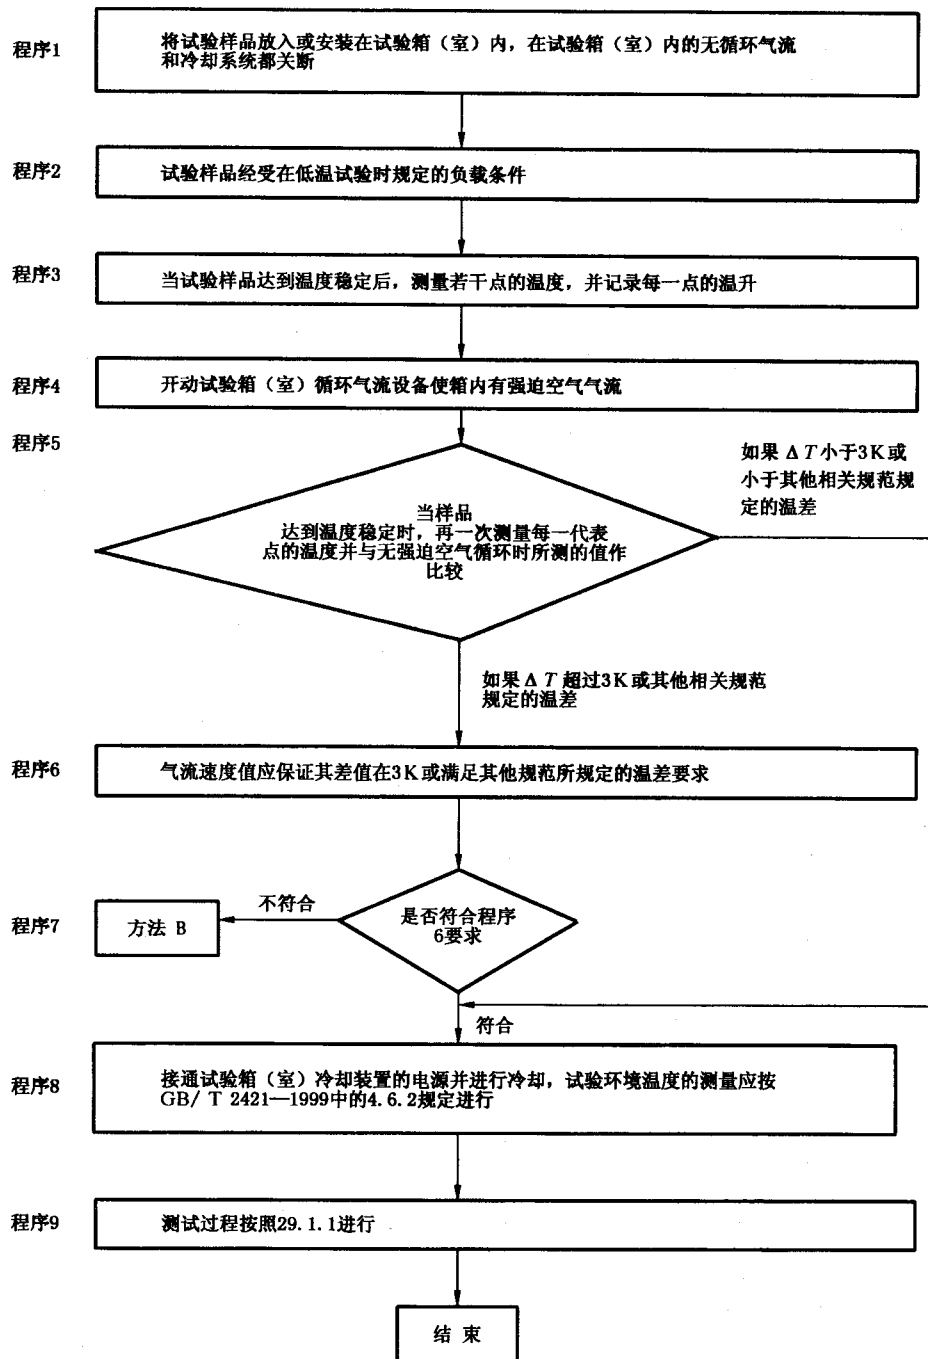 程序1
将试验样品放入或安装在试验箱（室）内，在试验箱（室）内的无循环气流
和冷却系统都关断
程序2
试验样品经受在低温试验时规定的负载条件
程序3
当试验样品达到温度稳定后，测量若干点的温度，并记录每一点的温升
程序4
开动试验箱（室）循环气流设备使箱内有强迫空气气流
程序5
如果 ΔT小于3K或
小于其他相关规范规
定的温差
当样品
达到温度稳定时，再一次测量每一代表
点的温度并与无强迫空气循环时所测的值作
比较
如果 ΔT 超过3K或其他相关规范
规定的温差
程序6
气流速度值应保证其差值在3K或满足其他规范所规定的温差要求
程序7
方法 B
不符合
是否符合程序
6要求
符合
程序8
接通试验箱（室）冷却装置的电源并进行冷却，试验环境温度的测量应按
GB/ T 2421—1999中的4.6.2规定进行
程序9
测试过程按照29.1.1进行
结 束